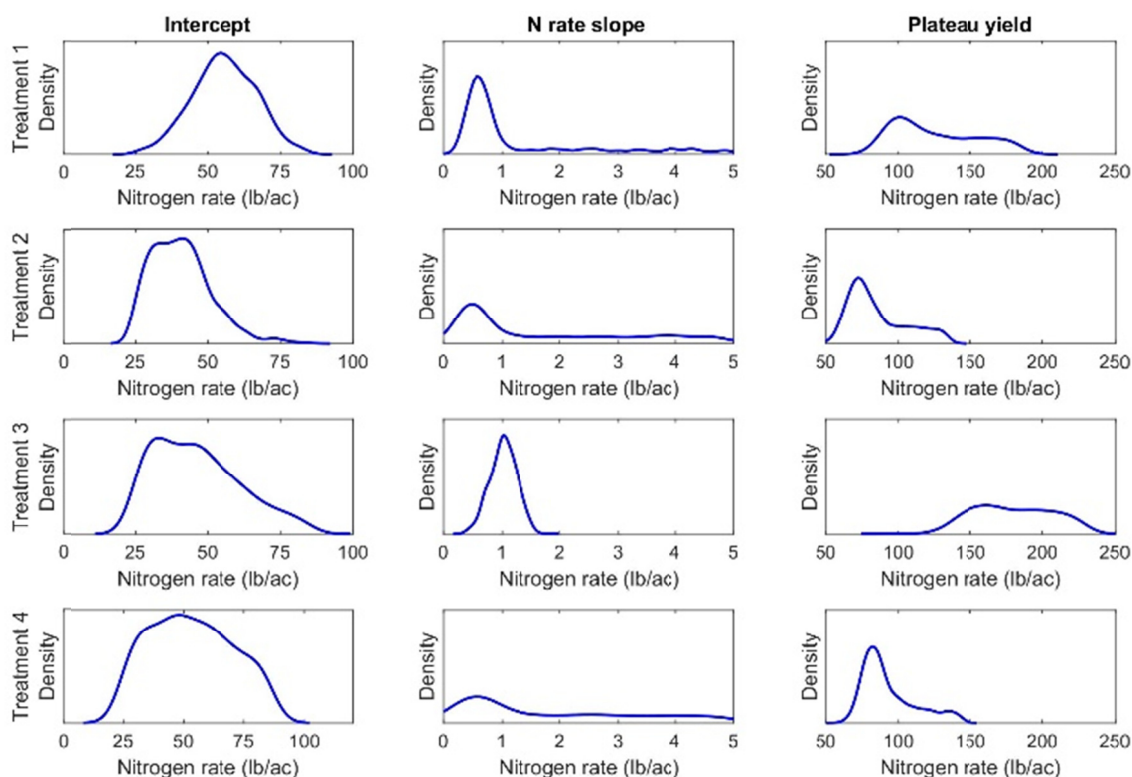 Intercept N rate slope Plateau yield
Treatment 1
Density Density Density
0 25 50 75 100 0 1 2 3 4 5 50 100 150 200 250
Nitrogen rate (lb/ac) Nitrogen rate (lb/ac) Nitrogen rate (lb/ac)
Treatment 2
Density Density Density
0 25 50 75 100 0 1 2 3 4 5 50 100 150 200 250
Nitrogen rate (lb/ac) Nitrogen rate (lb/ac) Nitrogen rate (lb/ac)
Treatment 3
Density Density Density
0 25 50 75 100 0 1 2 3 4 5 50 100 150 200 250
Nitrogen rate (lb/ac) Nitrogen rate (lb/ac) Nitrogen rate (lb/ac)
Treatment 4
Density Density Density
0 25 50 75 100 0 1 2 3 4 5 50 100 150 200 250
Nitrogen rate (lb/ac) Nitrogen rate (lb/ac) Nitrogen rate (lb/ac)